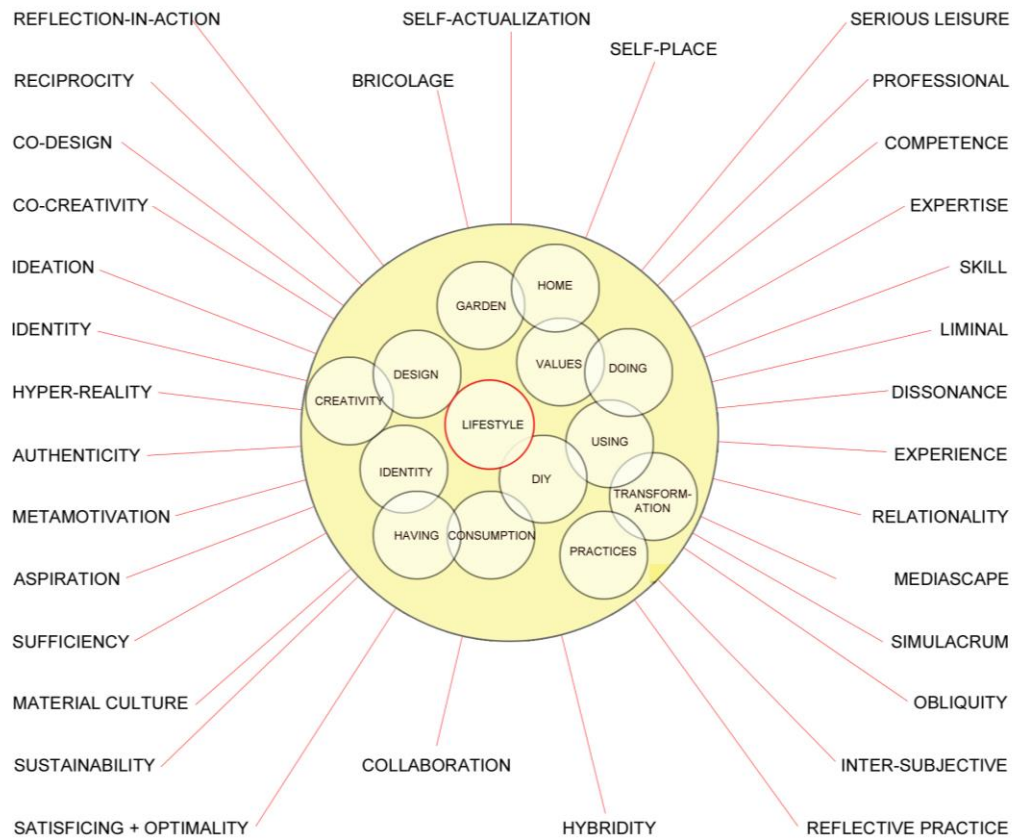 REFLECTION-IN-ACTION
SELF-ACTUALIZATION
SERIOUS LEISURE
SELF-PLACE
RECIPROCITY
BRICOLAGE
PROFESSIONAL
CO-DESIGN
COMPETENCE
CO-CREATIVITY
EXPERTISE
IDEATION
SKILL
HOME
GARDEN
IDENTITY
LIMINAL
VALUES
DOING
DESIGN
HYPER-REALITY
DISSONANCE
CREATIVITY
LIFESTYLE
USING
AUTHENTICITY
EXPERIENCE
IDENTITY
DIY
TRANSFORM-
ATION
METAMOTIVATION
RELATIONALITY
HAVING
CONSUMPTION
PRACTICES
ASPIRATION
MEDIASCAPE
SUFFICIENCY
SIMULACRUM
MATERIAL CULTURE
OBLIQUITY
SUSTAINABILITY
COLLABORATION
INTER-SUBJECTIVE
SATISFICING + OPTIMALITY
HYBRIDITY
REFLECTIVE PRACTICE